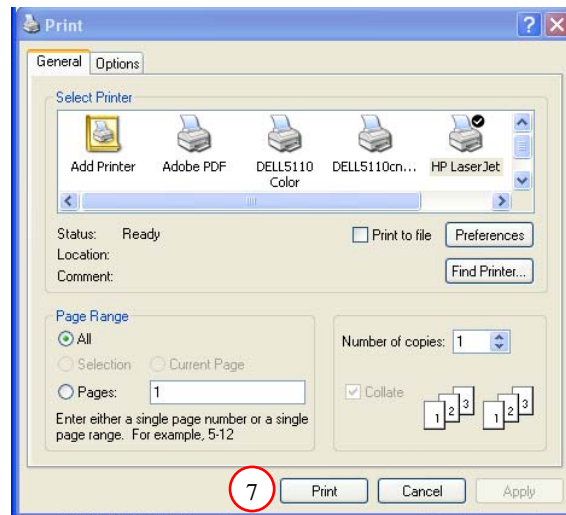 Print
General Options
Select Printer
Add Printer Adobe PDF DELL5110 Color DELL5110cn... HP LaserJet
Status: Ready
Print to file Preferences
Location:
Comment:
Find Printer...
Page Range
All
Selection Current Page
Pages: 1
Enter either a single page number or a single
page range. For example, 5-12
Number of copies: 1
Collate
1 2 3 1 2 3
7 Print Cancel Apply